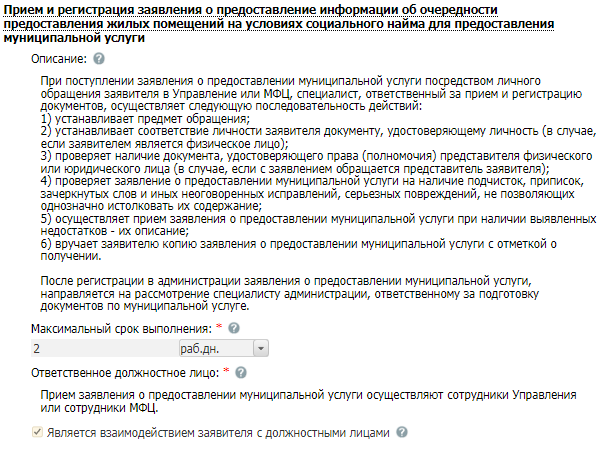 Прием и регистрация заявления о предоставление информации об очередности
предоставления жилых помещений на условиях социального найма для предоставления
муниципальной услуги
Описание: ?
При поступлении заявления о предоставлении муниципальной услуги посредством личного
обращения заявителя в Управление или МФЦ, специалист, ответственный за прием и регистрацию
документов, осуществляет следующую последовательность действий:
1) устанавливает предмет обращения;
2) устанавливает соответствие личности заявителя документу, удостоверяющему личность (в случае,
если заявителем является физическое лицо);
3) проверяет наличие документа, удостоверяющего права (полномочия) представителя физического
или юридического лица (в случае, если с заявлением обращается представитель заявителя);
4) проверяет заявление о предоставлении муниципальной услуги на наличие подчисток, приписок,
зачеркнутых слов и иных неоговоренных исправлений, серьезных повреждений, не позволяющих
однозначно истолковать их содержание;
5) осуществляет прием заявления о предоставлении муниципальной услуги при наличии выявленных
недостатков - их описание;
6) вручает заявителю копию заявления о предоставлении муниципальной услуги с отметкой о
получении.
После регистрации в администрации заявления о предоставлении муниципальной услуги,
направляется на рассмотрение специалисту администрации, ответственному за подготовку
документов по муниципальной услуге.
Максимальный срок выполнения: * ?
2 раб.дн.
Ответственное должностное лицо: * ?
Прием заявления о предоставлении муниципальной услуги осуществляют сотрудники Управления
или сотрудники МФЦ.
Является взаимодействием заявителя с должностными лицами ?